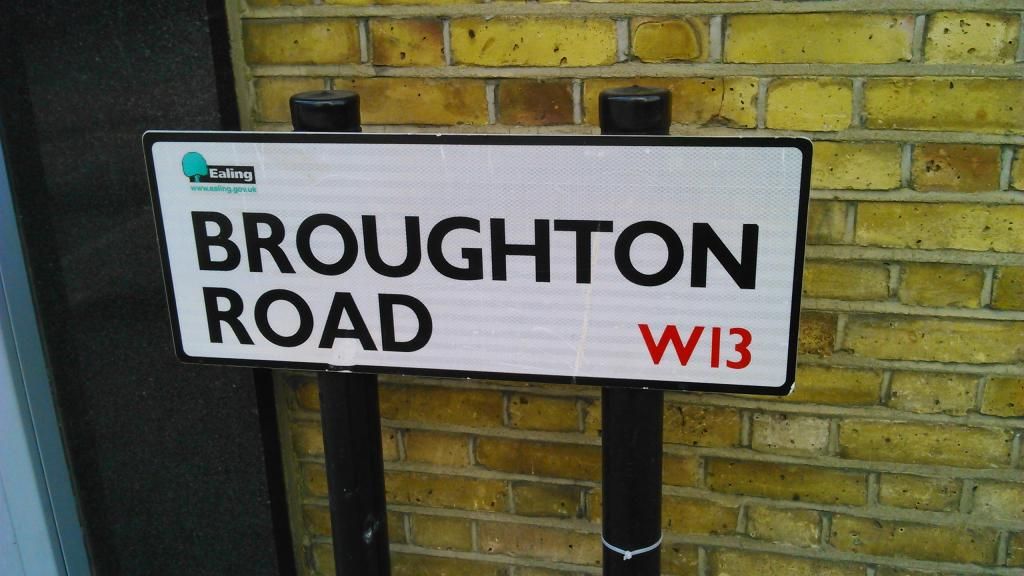 Ealing
www.ealing.gov.uk
BROUGHTON
ROAD
W13